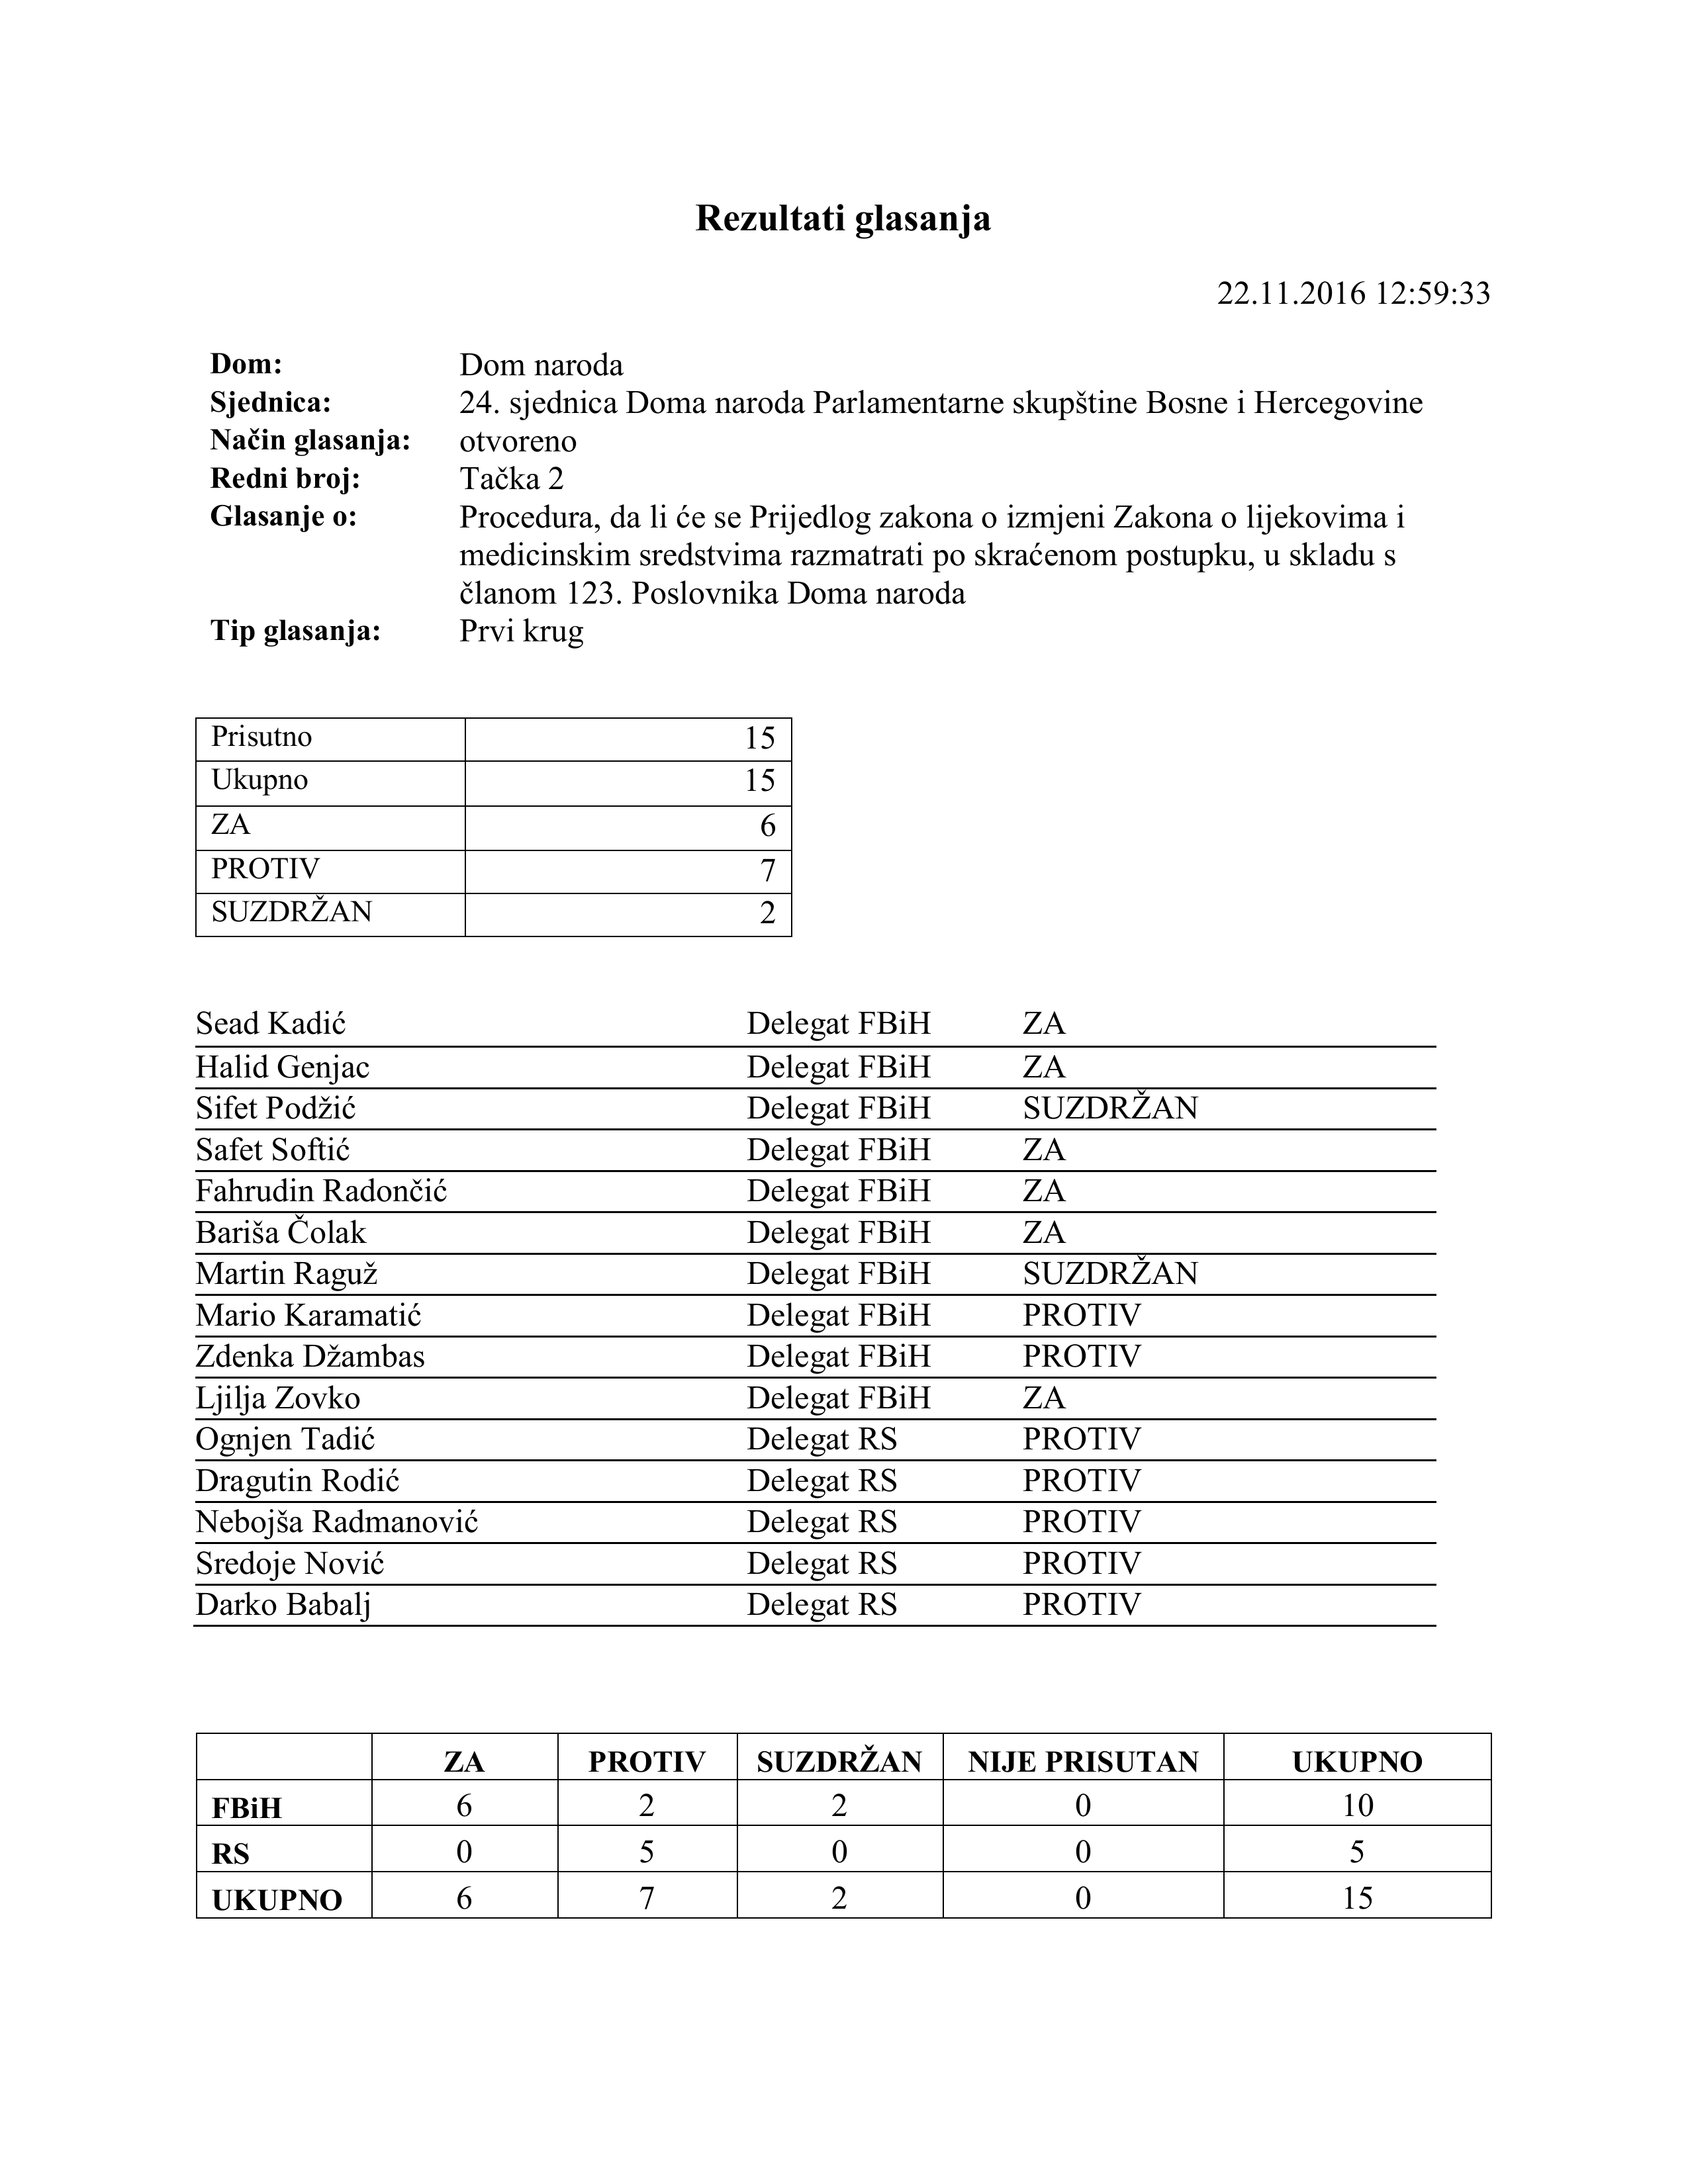 Rezultati glasanja
22.11.2016 12:59:33
Dom: Dom naroda
Sjednica: 24. sjednica Doma naroda Parlamentarne skupštine Bosne i Hercegovine
Način glasanja: otvoreno
Redni broj: Tačka 2
Glasanje o: Procedura, da li će se Prijedlog zakona o izmjeni Zakona o lijekovima i
medicinskim sredstvima razmatrati po skraćenom postupku, u skladu s
članom 123. Poslovnika Doma naroda
Tip glasanja: Prvi krug
Prisutno 15
Ukupno 15
ZA 6
PROTIV 7
SUZDRŽAN 2
Sead Kadić Delegat FBiH ZA
Halid Genjac Delegat FBiH ZA
Sifet Podžić Delegat FBiH SUZDRŽAN
Safet Softić Delegat FBiH ZA
Fahrudin Radončić Delegat FBiH ZA
Bariša Čolak Delegat FBiH ZA
Martin Raguž Delegat FBiH SUZDRŽAN
Mario Karamatić Delegat FBiH PROTIV
Zdenka Džambas Delegat FBiH PROTIV
Ljilja Zovko Delegat FBiH ZA
Ognjen Tadić Delegat RS PROTIV
Dragutin Rodić Delegat RS PROTIV
Nebojša Radmanović Delegat RS PROTIV
Sredoje Nović Delegat RS PROTIV
Darko Babalj Delegat RS PROTIV
ZA PROTIV SUZDRŽAN NIJE PRISUTAN UKUPNO
FBiH 6 2 2 0 10
RS 0 5 0 0 5
UKUPNO 6 7 2 0 15